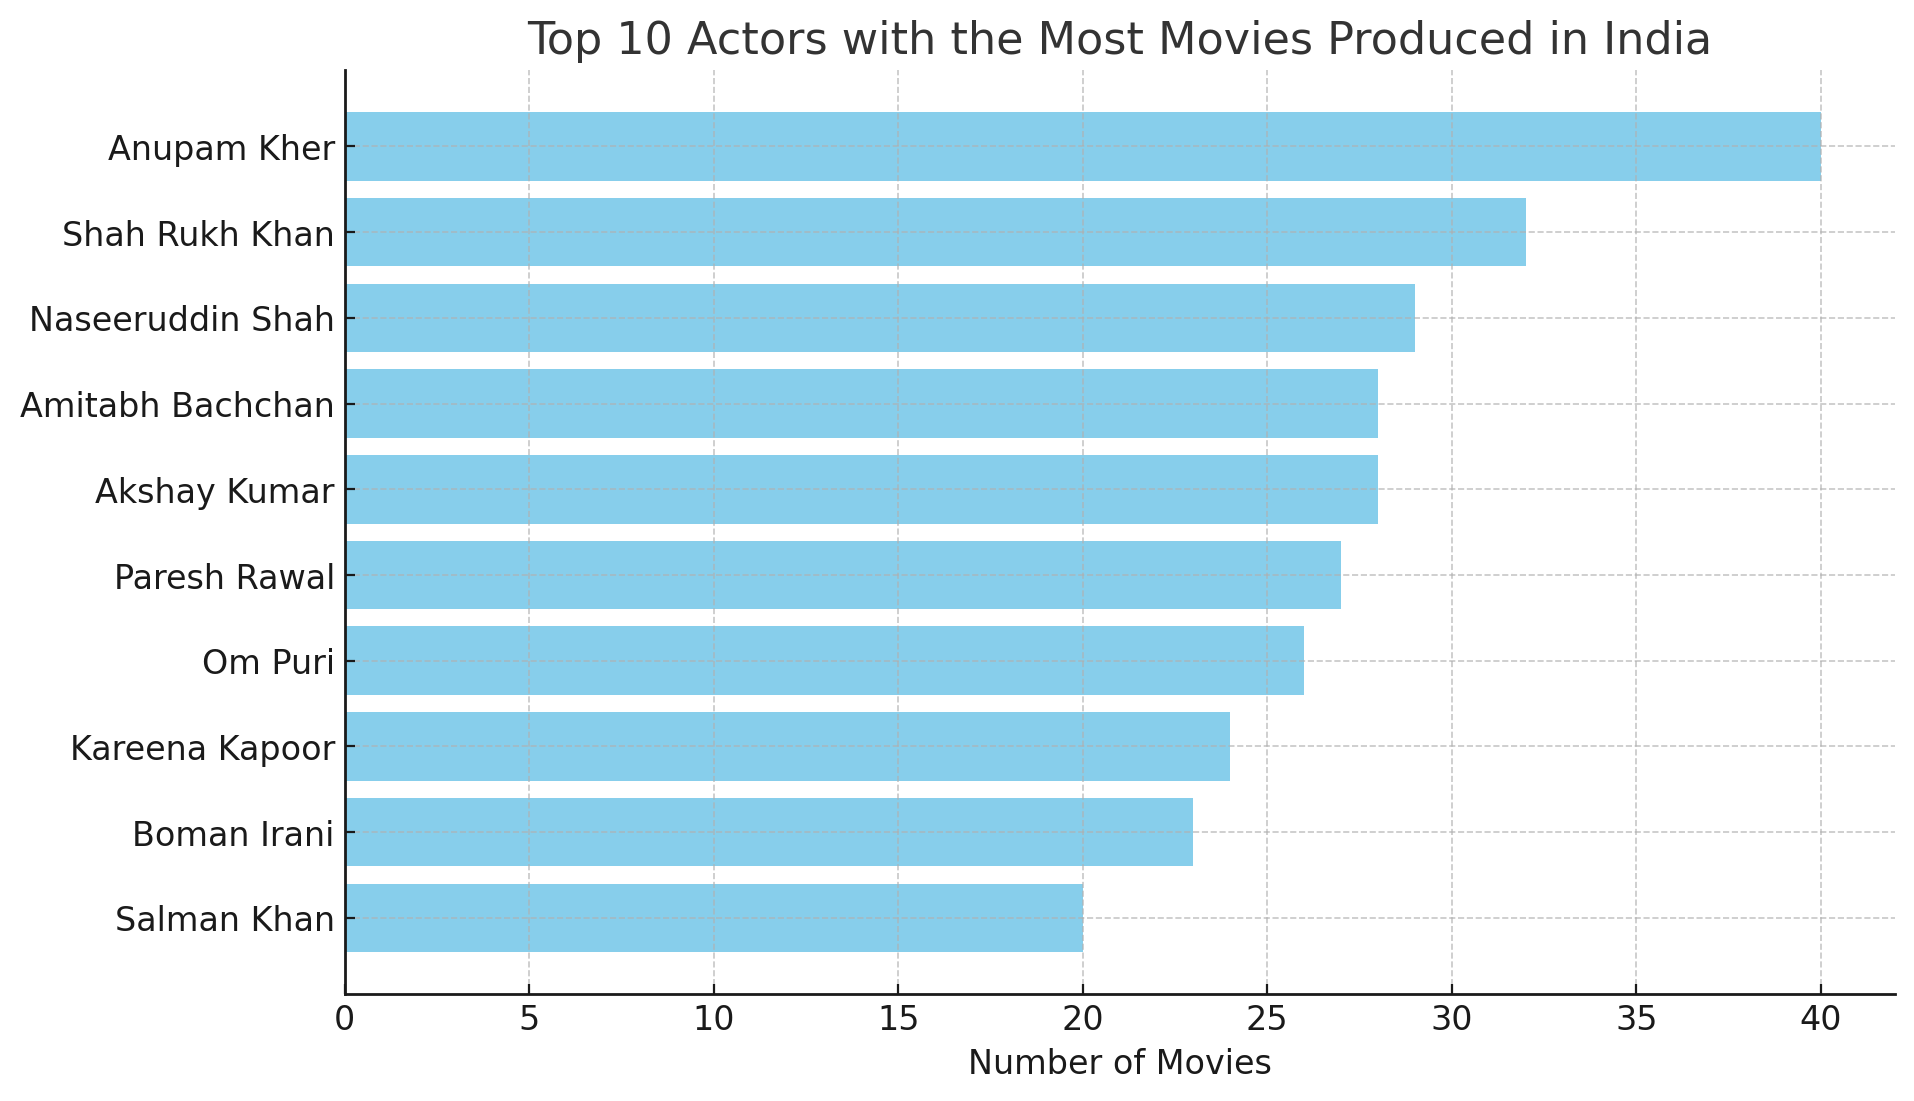 Top 10 Actors with the Most Movies Produced in India
Anupam Kher
Shah Rukh Khan
Naseeruddin Shah
Amitabh Bachchan
Akshay Kumar
Paresh Rawal
Om Puri
Kareena Kapoor
Boman Irani
Salman Khan
0 5 10 15 20 25 30 35 40
Number of Movies